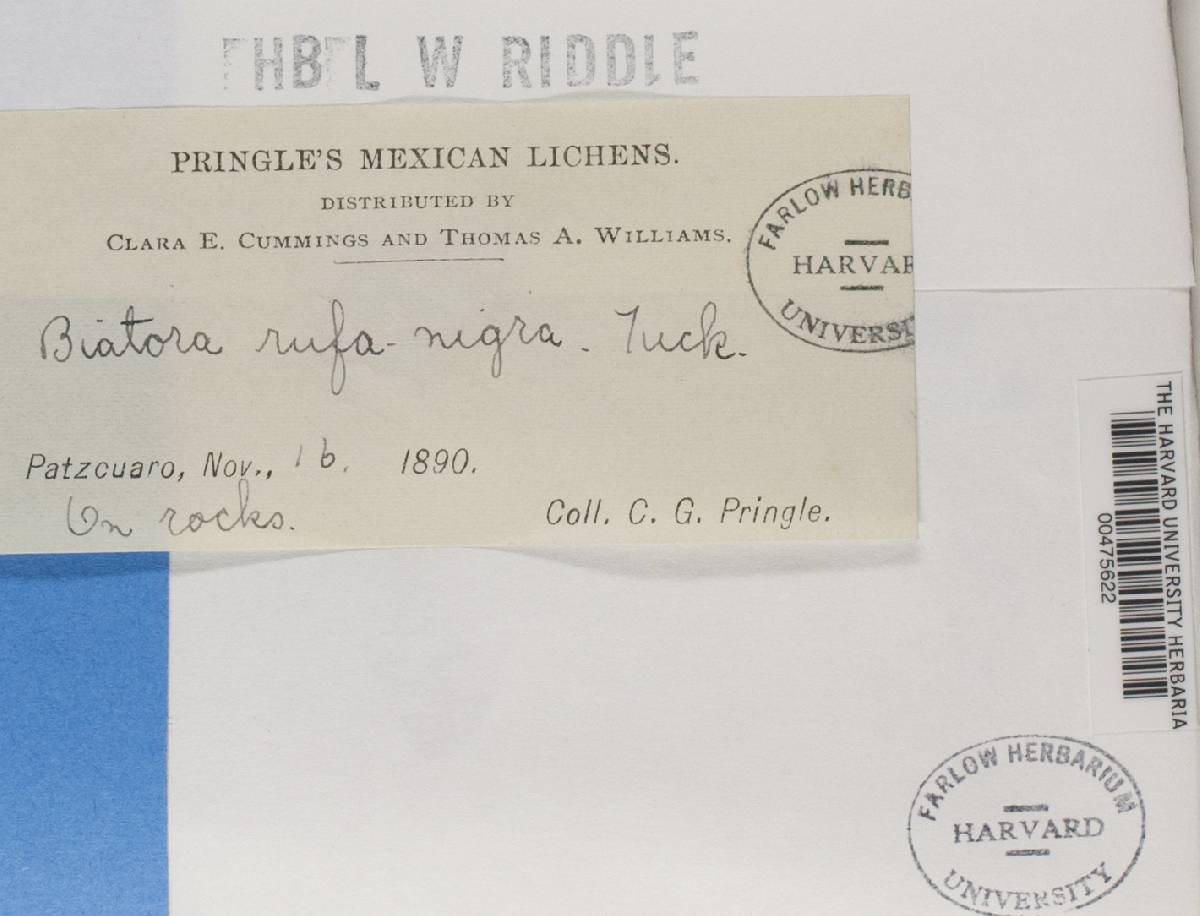 HB L W RIDDLE
PRINGLE'S MEXICAN LICHENS.
DISTRIBUTED BY
CLARA E. CUMMINGS AND THOMAS A. WILLIAMS.
FARLOW HERB
HARVAR
UNIVERSI
Biatora rufa-nigra. Tuck.
Patzcuaro, Nov., 16. 1890.
On rocks.
Coll. C. G. Pringle.
THE HARVARD UNIVERSITY HERBARIA
00475622
FARLOW HERBARIUM
HARVARD
UNIVERSITY